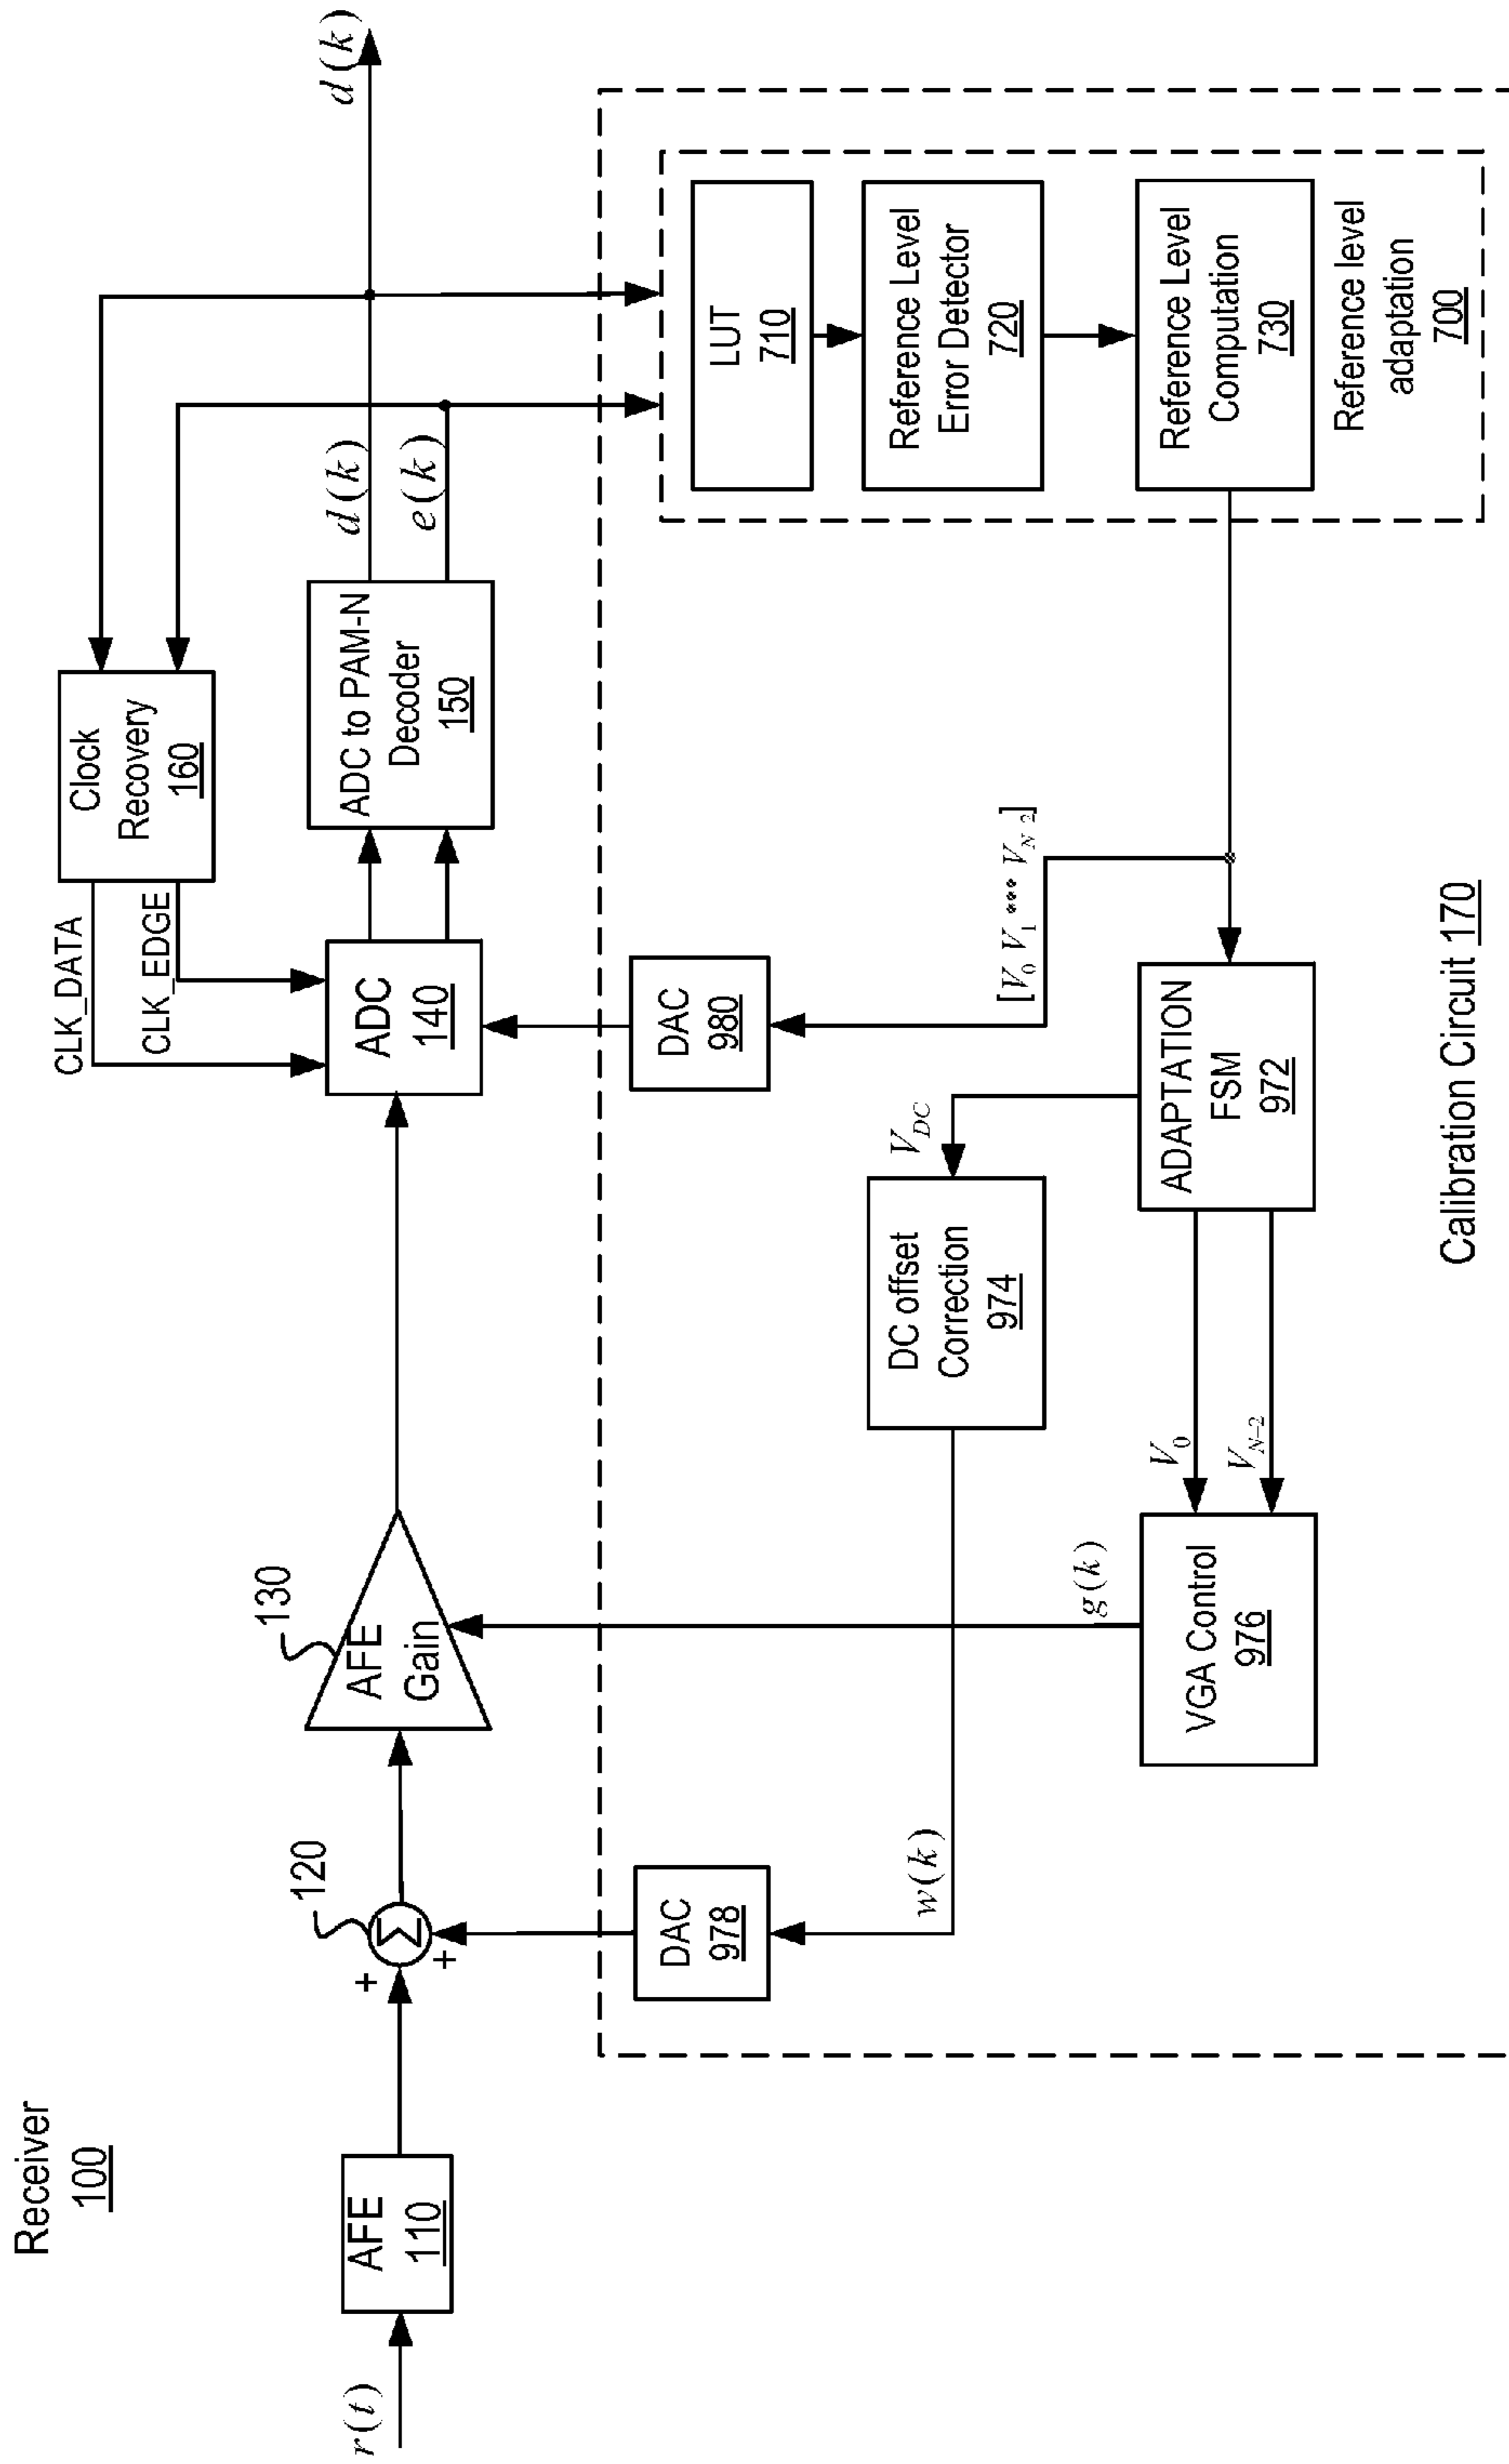 Receiver
100
r(t)
AFE
110
120
Σ
+
+
AFE
Gain
130
CLK_DATA
CLK_EDGE
ADC
140
Clock
Recovery
160
ADC to PAM-N
Decoder
150
d(k)
e(k)
d(k)
DAC
978
w(k)
DAC
980
[V0 V1 ••• VN-2]
DC offset
Correction
974
VDC
g(k)
VGA Control
976
V0
VN-2
ADAPTATION
FSM
972
LUT
710
Reference Level
Error Detector
720
Reference Level
Computation
730
Reference level
adaptation
700
Calibration Circuit 170